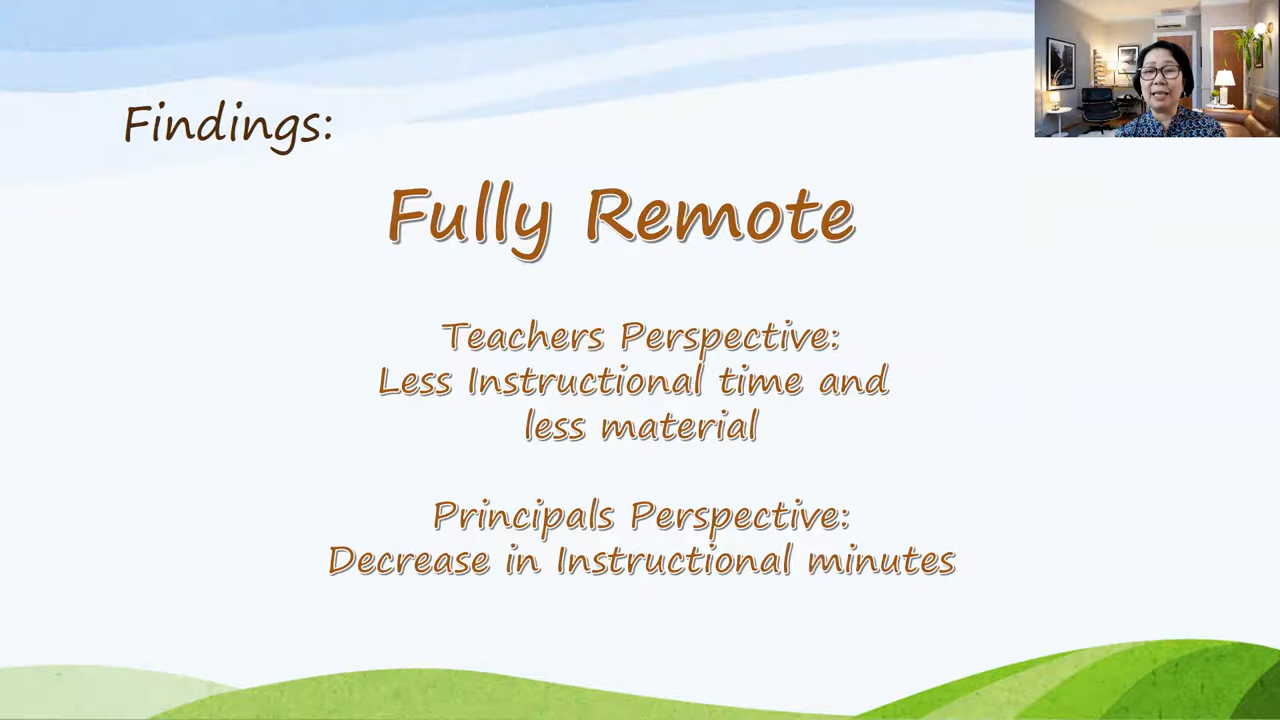 Findings:
Fully Remote
Teachers Perspective:
Less Instructional time and
less material
Principals Perspective:
Decrease in Instructional minutes